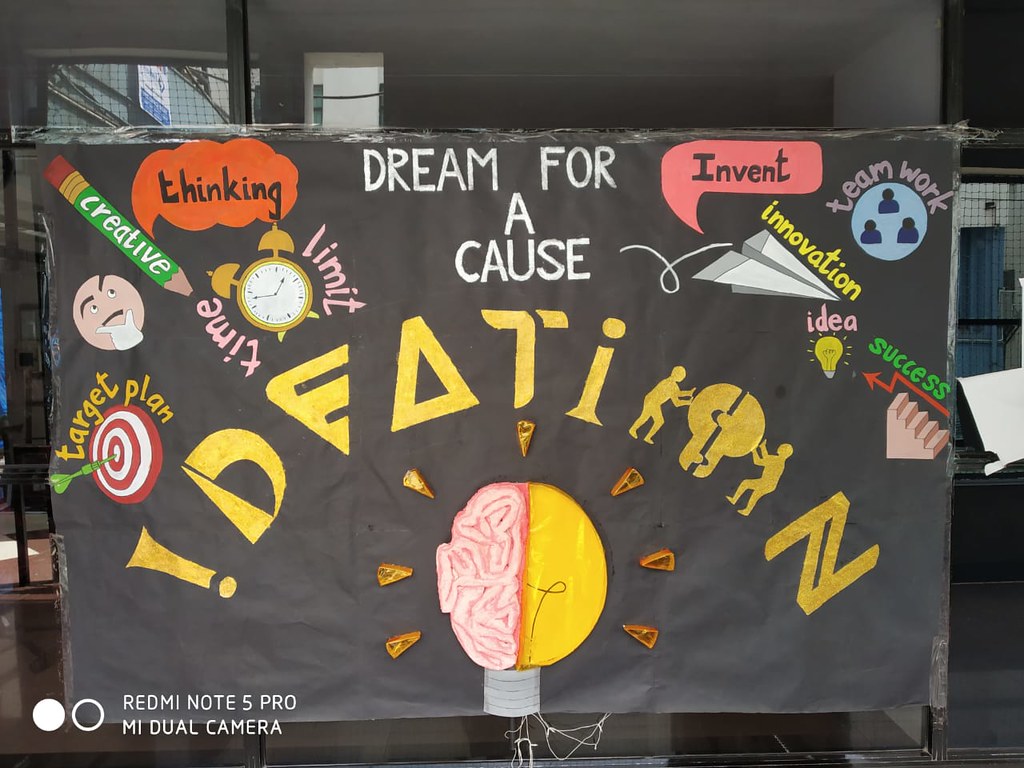 DREAM FOR
A
CAUSE
thinking
creative
time
limit
target plan
Invent
team work
innovation
idea
success
!DEATiON
REDMI NOTE 5 PRO
MI DUAL CAMERA